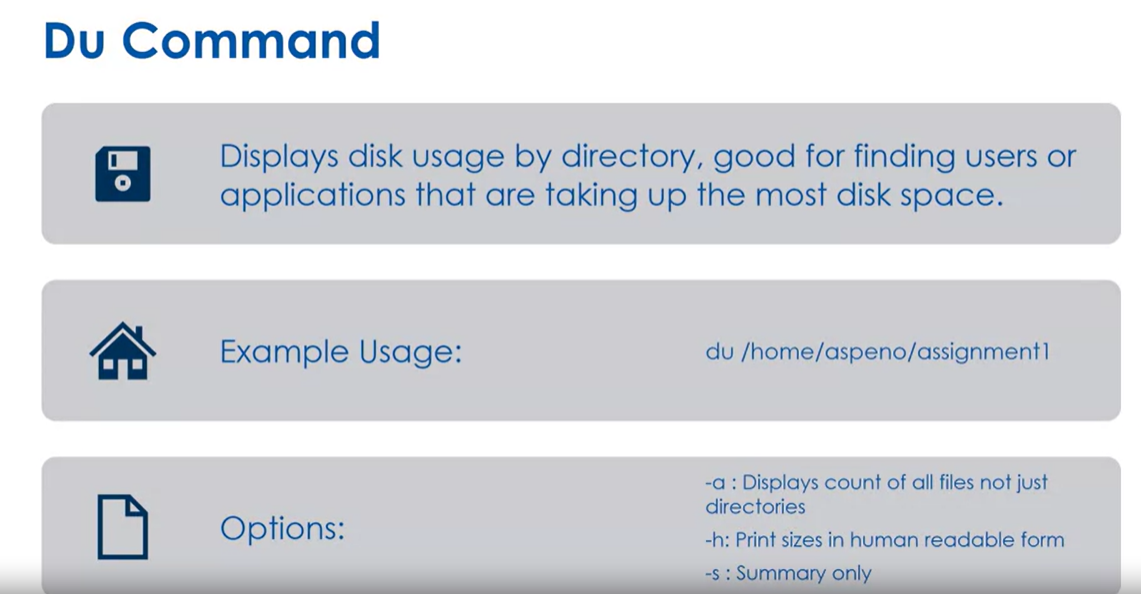 Du Command
Displays disk usage by directory, good for finding users or
applications that are taking up the most disk space.
Example Usage:
du /home/aspeno/assignment1
Options:
-a : Displays count of all files not just
directories
-h: Print sizes in human readable form
-s : Summary only